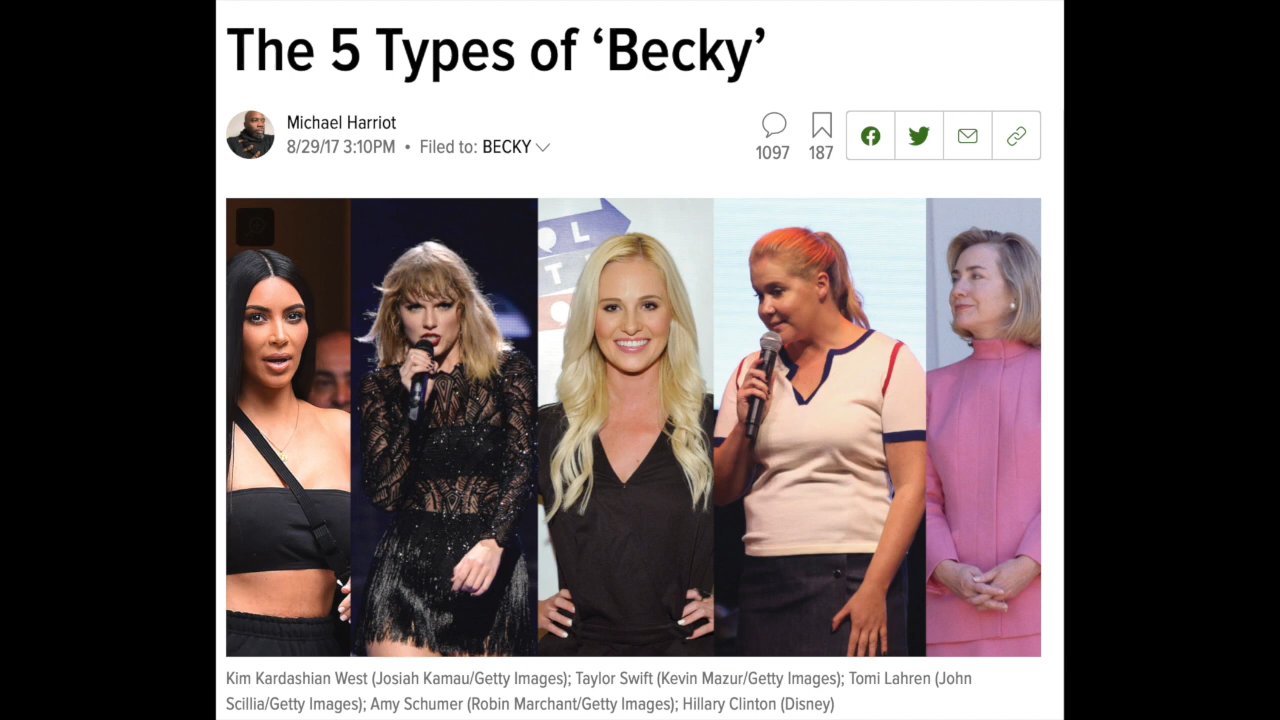 The 5 Types of ‘Becky’
Michael Harriot
8/29/17 3:10PM • Filed to: BECKY
1097
187
OL
T
Kim Kardashian West (Josiah Kamau/Getty Images); Taylor Swift (Kevin Mazur/Getty Images); Tomi Lahren (John
Scillia/Getty Images); Amy Schumer (Robin Marchant/Getty Images); Hillary Clinton (Disney)